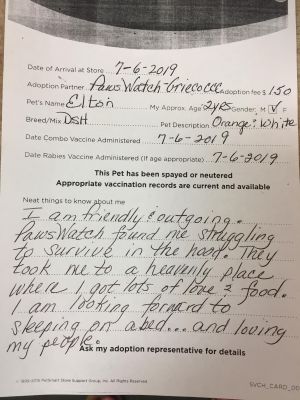 Date of Arrival at Store 7-6-2019
Adoption Partner Paws Watch-Griecoccc Adoption fee $ 150
Pet's Name Elton My Approx. Age 2yrs Gender: M ✓ F
Breed/Mix DSH Pet Description Orange & White
Date Combo Vaccine Administered 7-6-2019
Date Rabies Vaccine Administered (If age appropriate) 7-6-2019
This Pet has been spayed or neutered
Appropriate vaccination records are current and available
Neat things to know about me
I am friendly & outgoing.
PawsWatch found me struggling
to survive in the hood. They
took me to a heavenly place
where I got lots of love & food.
I am looking forward to
sleeping on a bed... and loving
my people.
Ask my adoption representative for details
PetSmart Store Support Group, Inc. All Rights Reserved
SVCH_CARD_00